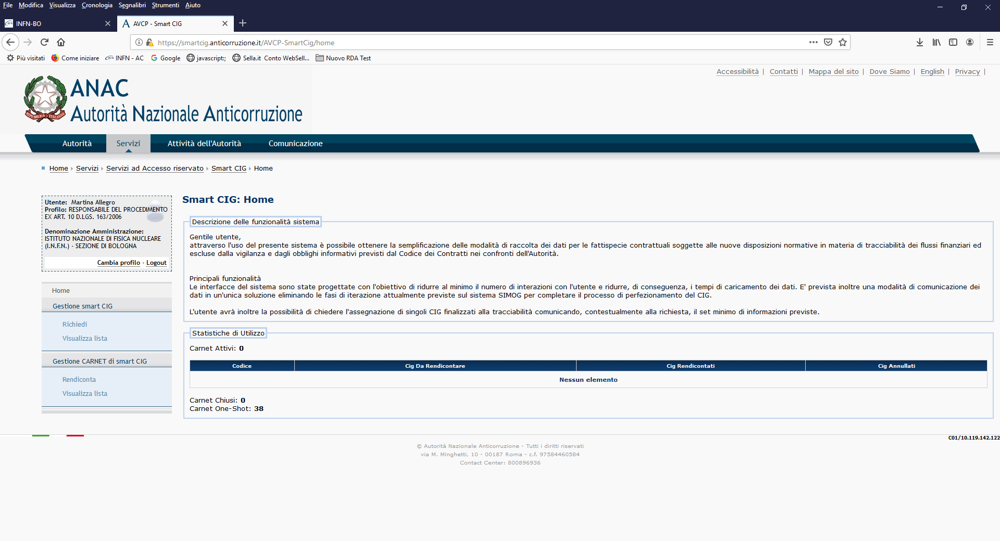 File Modifica Visualizza Cronologia Segnalibri Strumenti Aiuto
INFN-BO
AVCP - Smart CIG
https://smartcig.anticorruzione.it/AVCP-SmartCig/home
Più visitati Come iniziare INFN - AC Google javascript:; Sella.it Conto WebSell... Nuovo RDA Test
Accessibilità | Contatti | Mappa del sito | Dove Siamo | English | Privacy |
ANAC
Autorità Nazionale Anticorruzione
Autorità Servizi Attività dell'Autorità Comunicazione
Home Servizi Servizi ad Accesso riservato Smart CIG Home
Utente: Martina Allegro
Profilo: RESPONSABILE DEL PROCEDIMENTO
EX ART. 10 D.LGS. 163/2006
Denominazione Amministrazione:
ISTITUTO NAZIONALE DI FISICA NUCLEARE
(I.N.F.N.) - SEZIONE DI BOLOGNA
Cambia profilo - Logout
Home
Gestione smart CIG
Richiedi
Visualizza lista
Gestione CARNET di smart CIG
Rendiconta
Visualizza lista
Smart CIG: Home
Descrizione delle funzionalità sistema
Gentile utente,
attraverso l'uso del presente sistema è possibile ottenere la semplificazione delle modalità di raccolta dei dati per le fattispecie contrattuali soggette alle nuove disposizioni normative in materia di tracciabilità dei flussi finanziari ed
escluse dalla vigilanza e dagli obblighi informativi previsti dal Codice dei Contratti nei confronti dell'Autorità.
Principali funzionalità
Le interfacce del sistema sono state progettate con l'obiettivo di ridurre al minimo il numero di interazioni con l'utente e ridurre, di conseguenza, i tempi di caricamento dei dati. E' prevista inoltre una modalità di comunicazione dei
dati in un'unica soluzione eliminando le fasi di iterazione attualmente previste sul sistema SIMOG per completare il processo di perfezionamento del CIG.
L'utente avrà inoltre la possibilità di chiedere l'assegnazione di singoli CIG finalizzati alla tracciabilità comunicando, contestualmente alla richiesta, il set minimo di informazioni previste.
Statistiche di Utilizzo
Carnet Attivi: 0
Codice Cig Da Rendicontare Cig Rendicontati Cig Annullati
Nessun elemento
Carnet Chiusi: 0
Carnet One-Shot: 38
C01/10.119.142.122
© Autorità Nazionale Anticorruzione - Tutti i diritti riservati
via M. Minghetti, 10 - 00187 Roma - c.f. 97584460584
Contact Center: 800896936